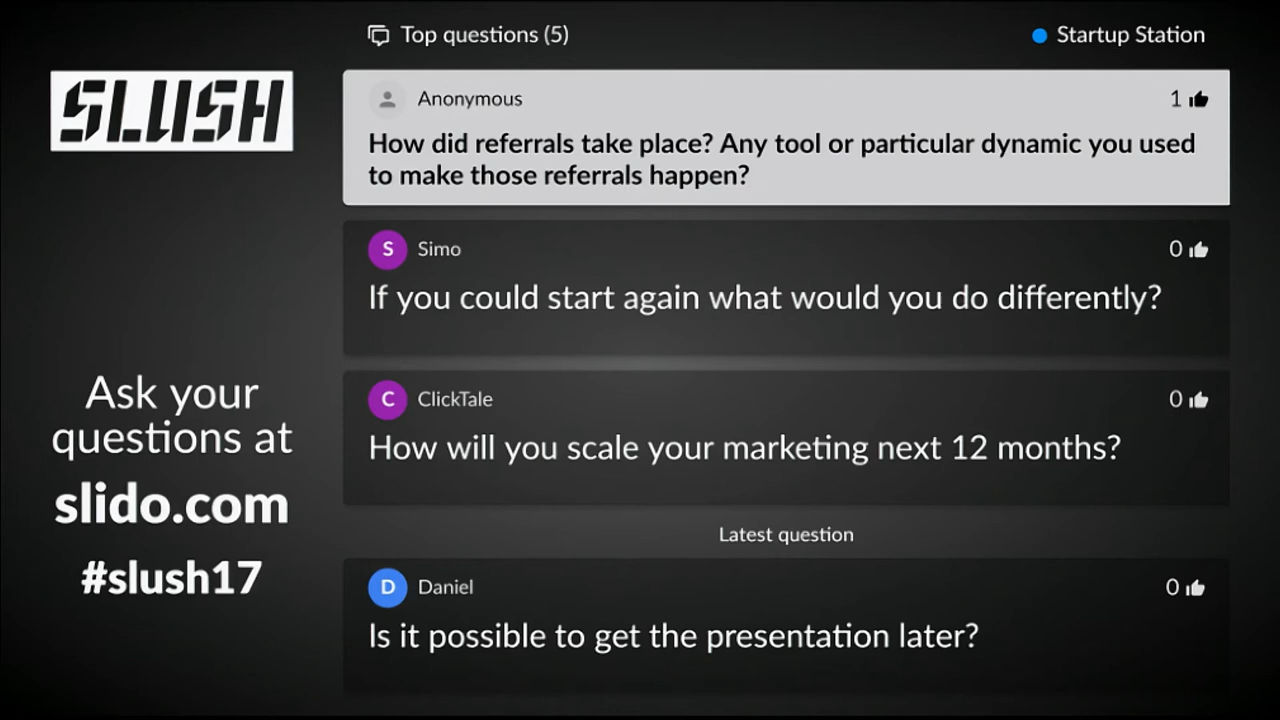 Top questions (5)
Startup Station
SLUSH
Anonymous
1
How did referrals take place? Any tool or particular dynamic you used
to make those referrals happen?
S
Simo
0
If you could start again what would you do differently?
C
ClickTale
0
How will you scale your marketing next 12 months?
Ask your
questions at
slido.com
#slush17
Latest question
D
Daniel
0
Is it possible to get the presentation later?